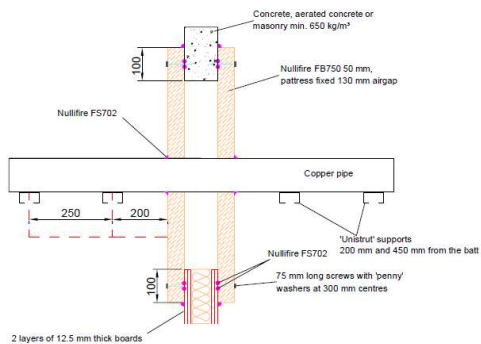 Concrete, aerated concrete or
masonry min. 650 kg/m³
100
Nullifire FB750 50 mm,
pattress fixed 130 mm airgap
Nullifire FS702
Copper pipe
250
200
'Unistrut' supports
200 mm and 450 mm from the batt
Nullifire FS702
100
75 mm long screws with 'penny'
washers at 300 mm centres
2 layers of 12.5 mm thick boards